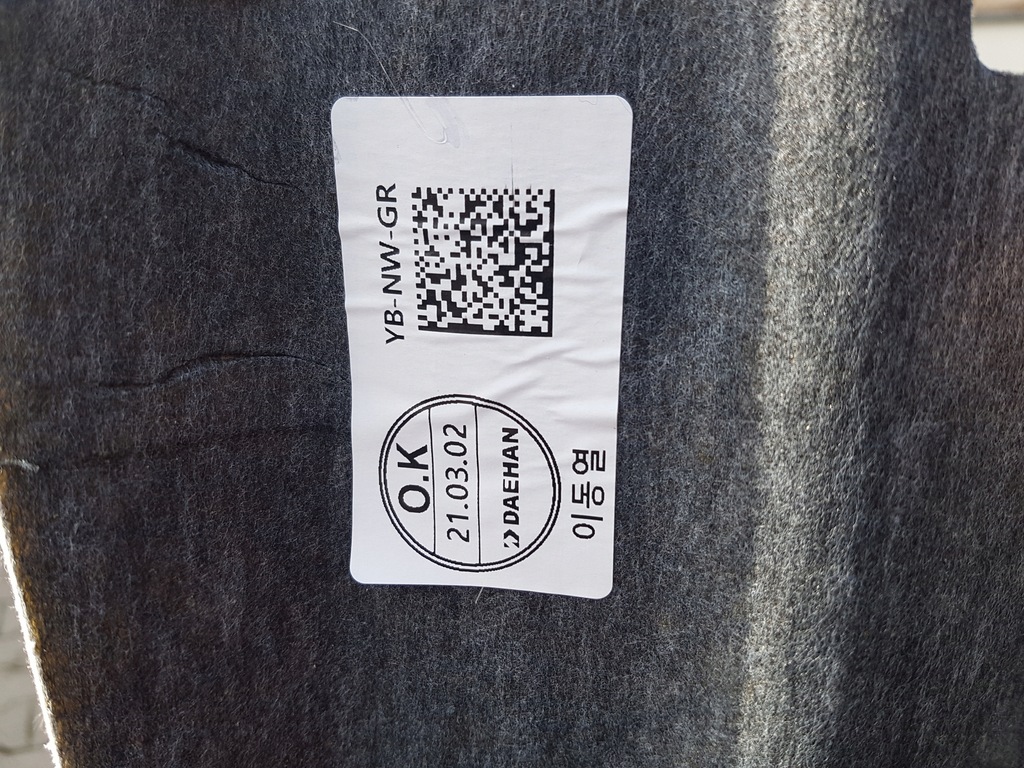 O.K
21.03.02
DAEHAN
이동열
YB-NW-GR